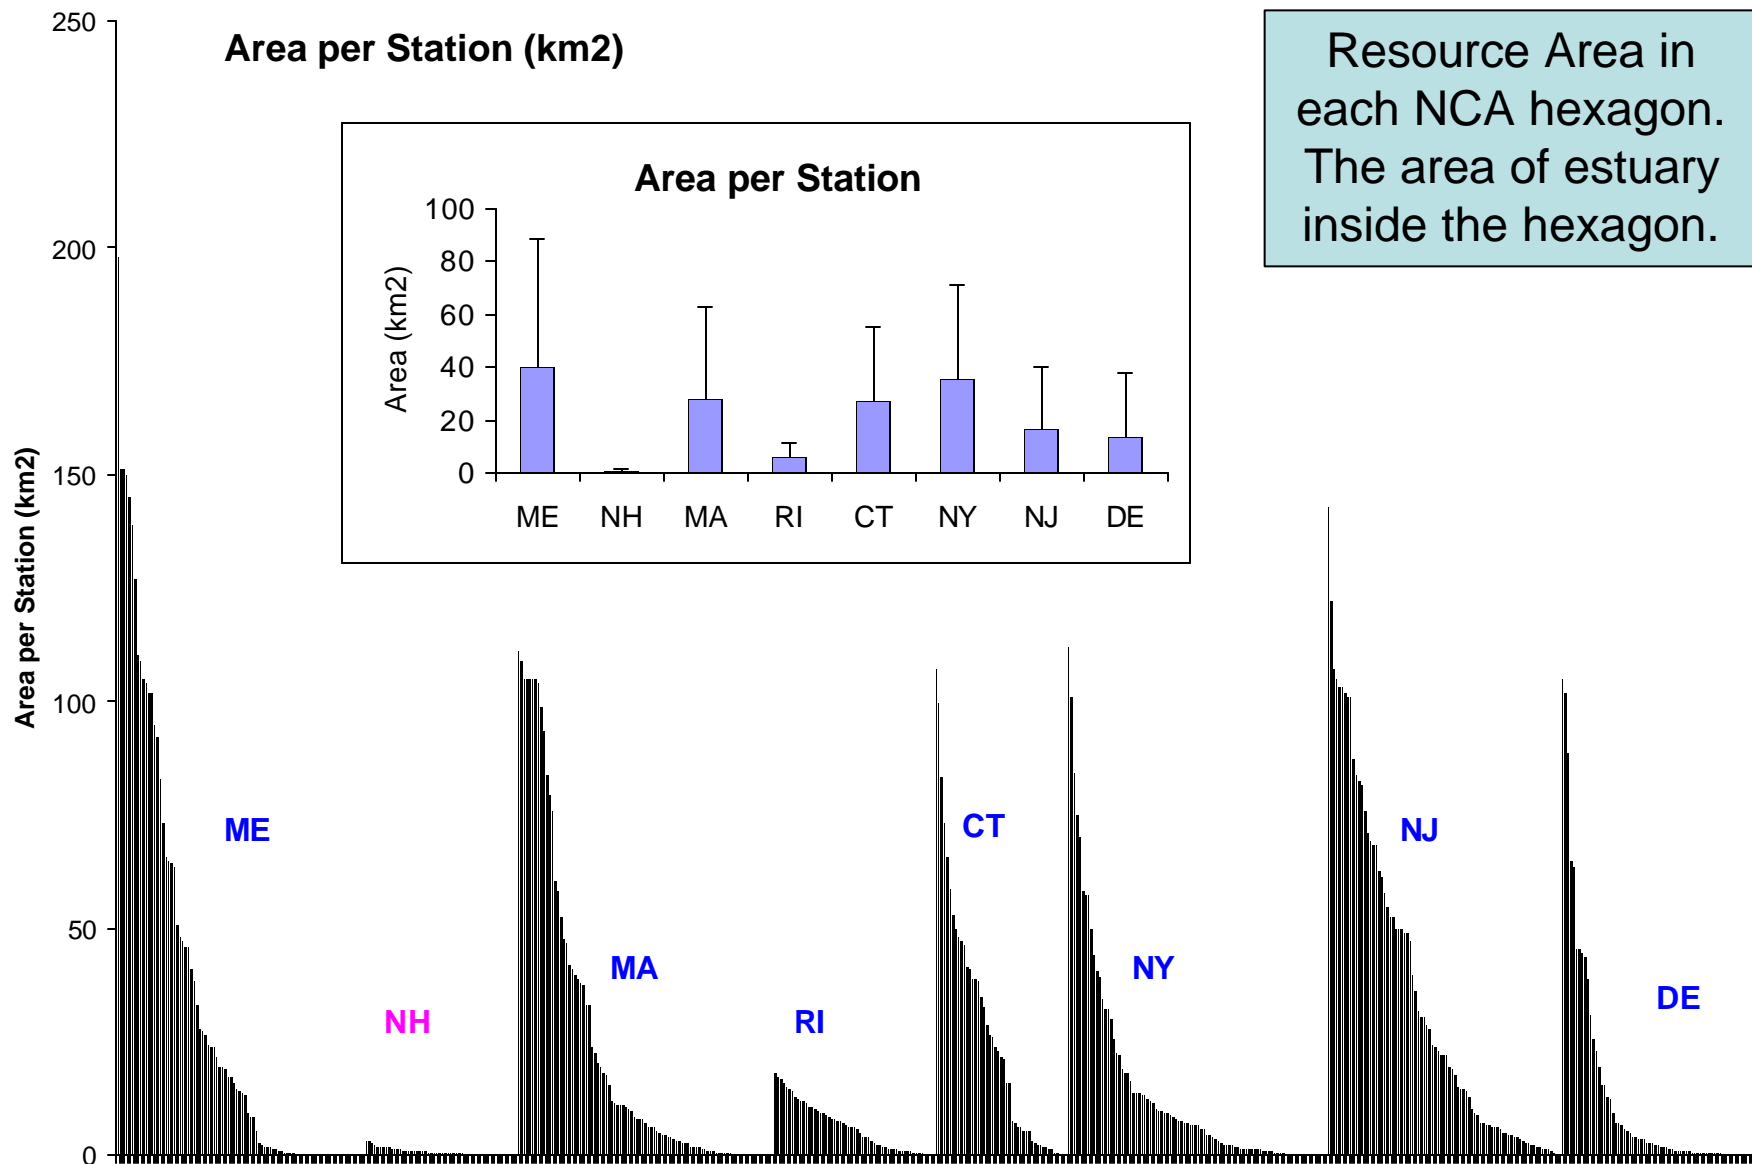 Area per Station (km2)
Resource Area in
each NCA hexagon.
The area of estuary
inside the hexagon.
Area per Station
Area (km2)
100
80
60
40
20
0
ME NH MA RI CT NY NJ DE
Area per Station (km2)
250
200
150
100
50
0
ME
NH
MA
RI
CT
NY
NJ
DE